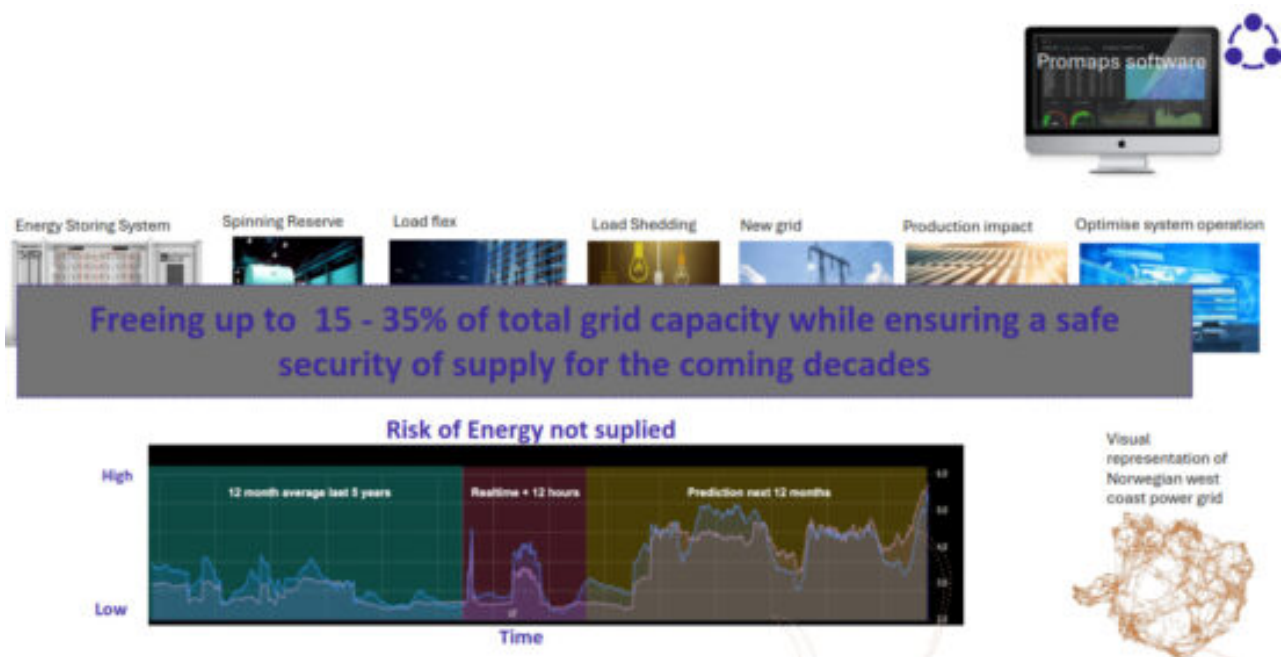 Promaps software
Energy Storing System
Spinning Reserve
Load flex
Load Shedding
New grid
Production impact
Optimise system operation
Freeing up to 15 - 35% of total grid capacity while ensuring a safe
security of supply for the coming decades
Risk of Energy not suplied
High
12 month average last 5 years
Realtime + 12 hours
Prediction next 12 months
Low
Time
Visual
representation of
Norwegian west
coast power grid